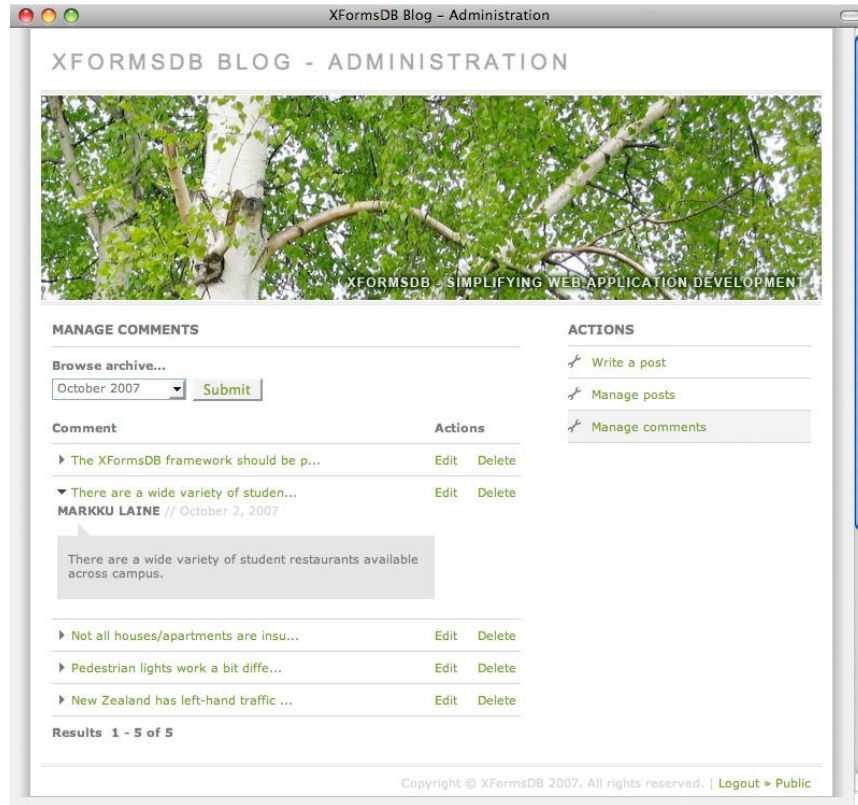 XFormsDB Blog – Administration
XFORMSDB BLOG - ADMINISTRATION
XFORMSDB - SIMPLIFYING WEB APPLICATION DEVELOPMENT
MANAGE COMMENTS
Browse archive...
October 2007 Submit
Comment Actions
The XFormsDB framework should be p... Edit Delete
There are a wide variety of studen... Edit Delete
MARKKU LAINE // October 2, 2007
There are a wide variety of student restaurants available
across campus.
Not all houses/apartments are insu... Edit Delete
Pedestrian lights work a bit diffe... Edit Delete
New Zealand has left-hand traffic ... Edit Delete
Results 1 - 5 of 5
ACTIONS
Write a post
Manage posts
Manage comments
Copyright © XFormsDB 2007. All rights reserved. | Logout » Public